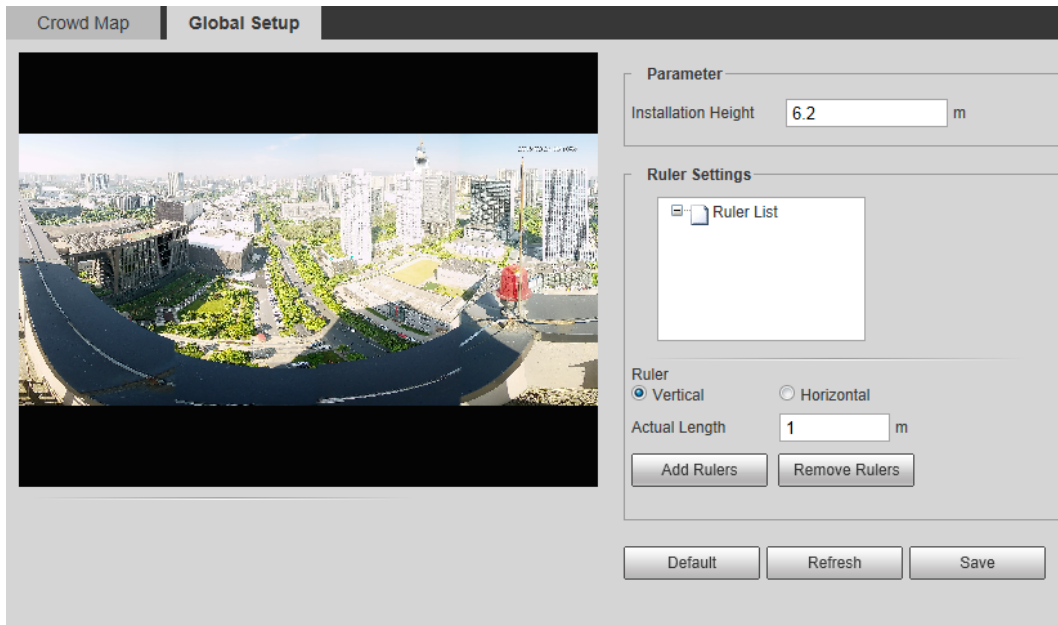 Crowd Map
Global Setup
Parameter
Installation Height 6.2 m
Ruler Settings
Ruler List
Ruler
Vertical Horizontal
Actual Length 1 m
Add Rulers Remove Rulers
Default Refresh Save